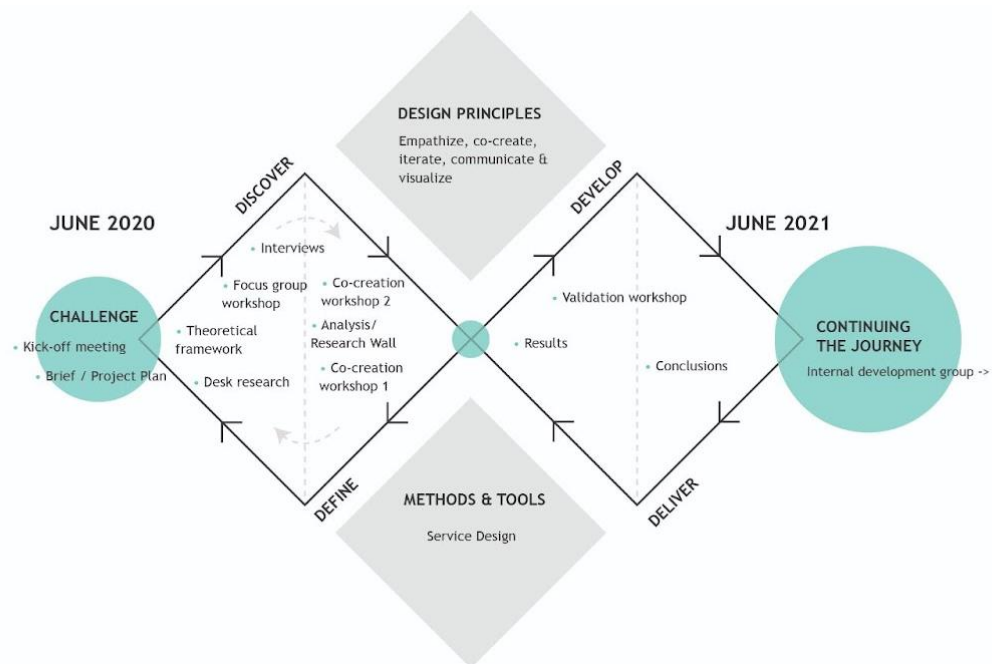 DESIGN PRINCIPLES
Empathize, co-create,
iterate, communicate &
visualize
DISCOVER
DEVELOP
JUNE 2020
JUNE 2021
CHALLENGE
• Kick-off meeting
• Brief / Project Plan
• Interviews
• Focus group
workshop
• Theoretical
framework
• Desk research
• Co-creation
workshop 2
• Analysis/
Research Wall
• Co-creation
workshop 1
• Validation workshop
• Results
• Conclusions
CONTINUING
THE JOURNEY
Internal development group ->
DEFINE
DELIVER
METHODS & TOOLS
Service Design